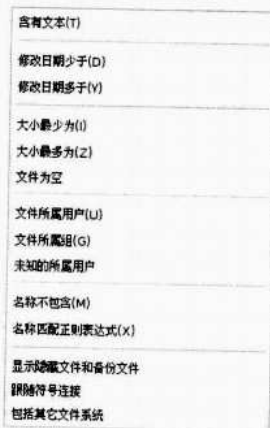 含有文本(T)
修改日期少于(D)
修改日期多于(Y)
大小最少为(I)
大小最多为(Z)
文件为空
文件所属用户(U)
文件所属组(G)
未知的所属用户
名称不包含(M)
名称匹配正则表达式(X)
显示隐藏文件和备份文件
跟随符号连接
包括其它文件系统